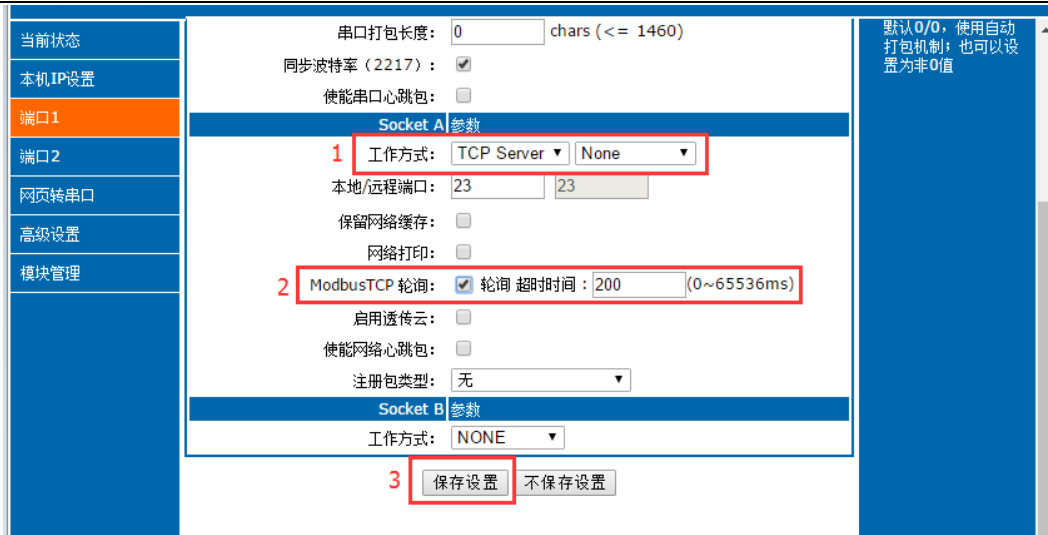 当前状态
本机IP设置
端口1
端口2
网页转串口
高级设置
模块管理
串口打包长度: 0 chars (<= 1460)
同步波特率（2217）:
使能串口心跳包:
Socket A 参数
1 工作方式: TCP Server None
本地/远程端口: 23 23
保留网络缓存:
网络打印:
2 ModbusTCP 轮询: 轮询 超时时间：200 (0~65536ms)
启用透传云:
使能网络心跳包:
注册包类型: 无
Socket B 参数
工作方式: NONE
3 保存设置 不保存设置
默认0/0，使用自动
打包机制；也可以设
置为非0值